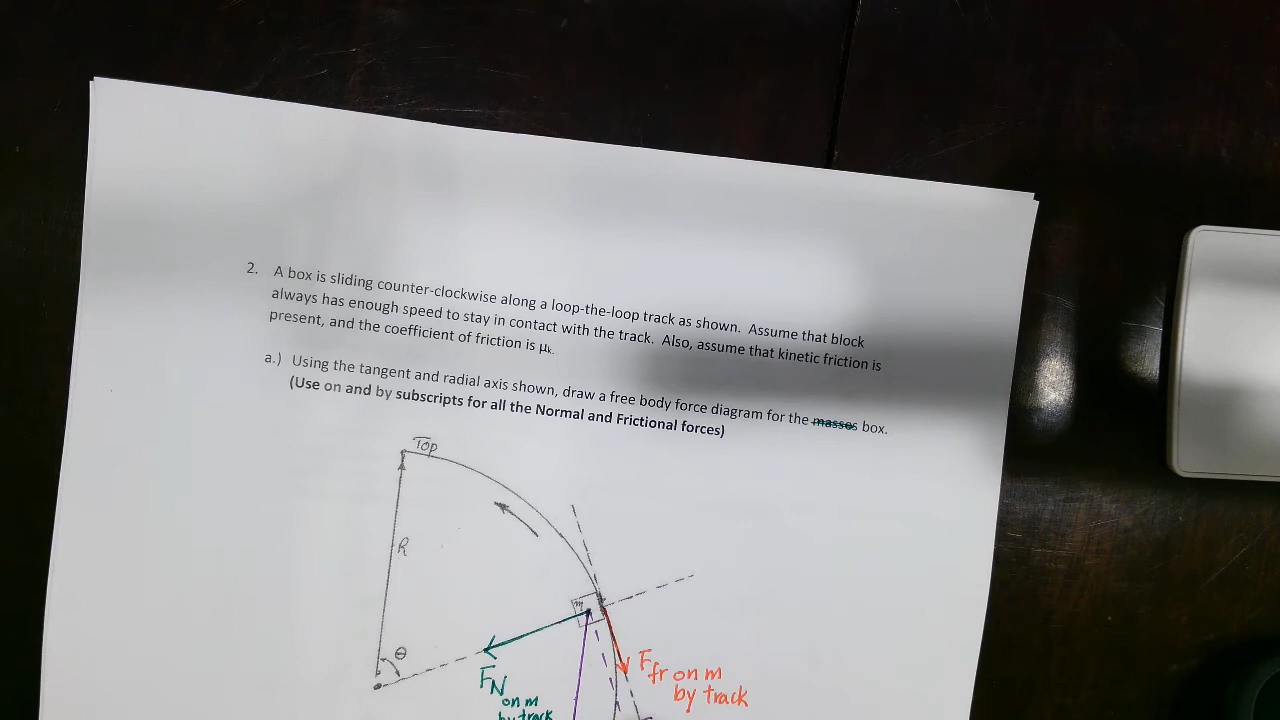 2. A box is sliding counter-clockwise along a loop-the-loop track as shown. Assume that block
always has enough speed to stay in contact with the track. Also, assume that kinetic friction is
present, and the coefficient of friction is μk.
a.) Using the tangent and radial axis shown, draw a free body force diagram for the masses box.
(Use on and by subscripts for all the Normal and Frictional forces)
Top
R
m
θ
Ffr on m
by track
FN
on m
by track